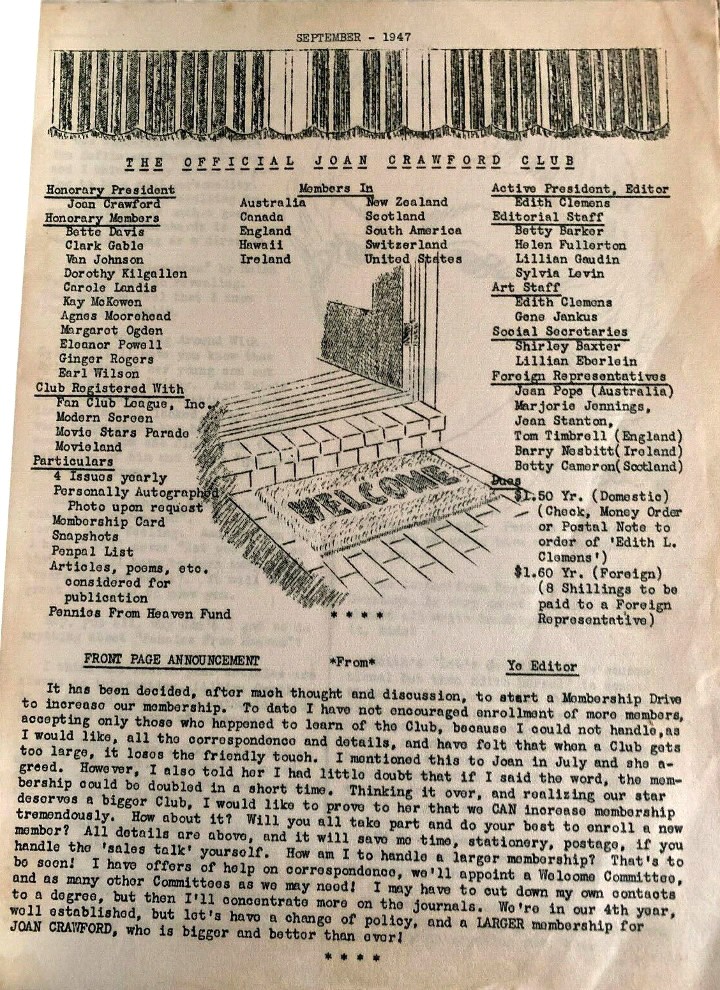 SEPTEMBER - 1947
THE OFFICIAL JOAN CRAWFORD CLUB
Honorary President
Joan Crawford
Honorary Members
Bette Davis
Clark Gable
Van Johnson
Dorothy Kilgallen
Carole Landis
Kay McKowen
Agnes Moorehead
Margaret Ogden
Eleanor Powell
Ginger Rogers
Earl Wilson
Club Registered With
Fan Club League, Inc.
Modern Screen
Movie Stars Parade
Movieland
Particulars
4 Issues yearly
Personally Autographed
Photo upon request
Membership Card
Snapshots
Penpal List
Articles, poems, etc.
considered for
publication
Pennies From Heaven Fund
Members In
Australia New Zealand
Canada Scotland
England South America
Hawaii Switzerland
Ireland United States
WELCOME
* * * *
Active President, Editor
Edith Clemens
Editorial Staff
Betty Barker
Helen Fullerton
Lillian Gaudin
Sylvia Levin
Art Staff
Edith Clemens
Gene Jankus
Social Secretaries
Shirley Baxter
Lillian Eberlein
Foreign Representatives
Joan Pope (Australia)
Marjorie Jennings,
Jean Stanton,
Tom Timbrell (England)
Barry Nesbitt(Ireland)
Betty Cameron(Scotland)
Dues
$1.50 Yr. (Domestic)
(Check, Money Order
or Postal Note to
order of 'Edith L.
Clemens')
$1.60 Yr. (Foreign)
(8 Shillings to be
paid to a Foreign
Representative)
FRONT PAGE ANNOUNCEMENT *From* Ye Editor
It has been decided, after much thought and discussion, to start a Membership Drive
to increase our membership. To date I have not encouraged enrollment of more members,
accepting only those who happened to learn of the Club, because I could not handle,as
I would like, all the correspondence and details, and have felt that when a Club gets
too large, it loses the friendly touch. I mentioned this to Joan in July and she a-
greed. However, I also told her I had little doubt that if I said the word, the mem-
bership could be doubled in a short time. Thinking it over, and realizing our star
deserves a bigger Club, I would like to prove to her that we CAN increase membership
tremendously. How about it? Will you all take part and do your best to enroll a new
member? All details are above, and it will save me time, stationery, postage, if you
handle the 'sales talk' yourself. How am I to handle a larger membership? That's to
be seen! I have offers of help on correspondence, we'll appoint a Welcome Committee,
and as many other Committees as we may need! I may have to cut down my own contacts
to a degree, but then I'll concentrate more on the journals. We're in our 4th year,
well established, but let's have a change of policy, and a LARGER membership for
JOAN CRAWFORD, who is bigger and better than ever!
* * * *